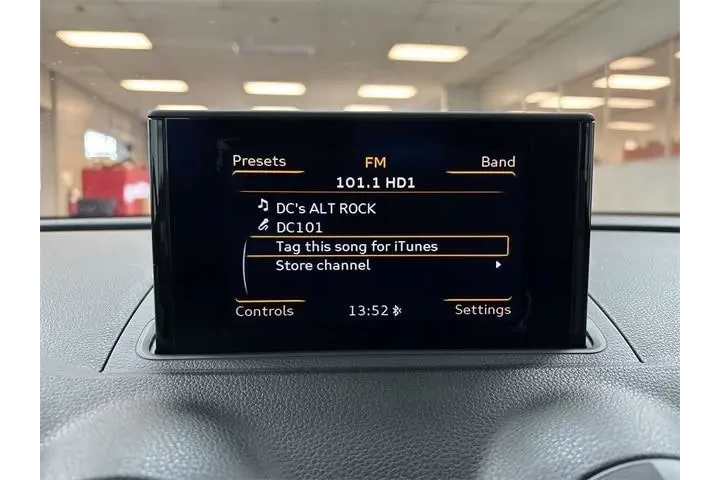 Presets FM Band
101.1 HD1
DC's ALT ROCK
DC101
Tag this song for iTunes
Store channel
Controls 13:52 Settings